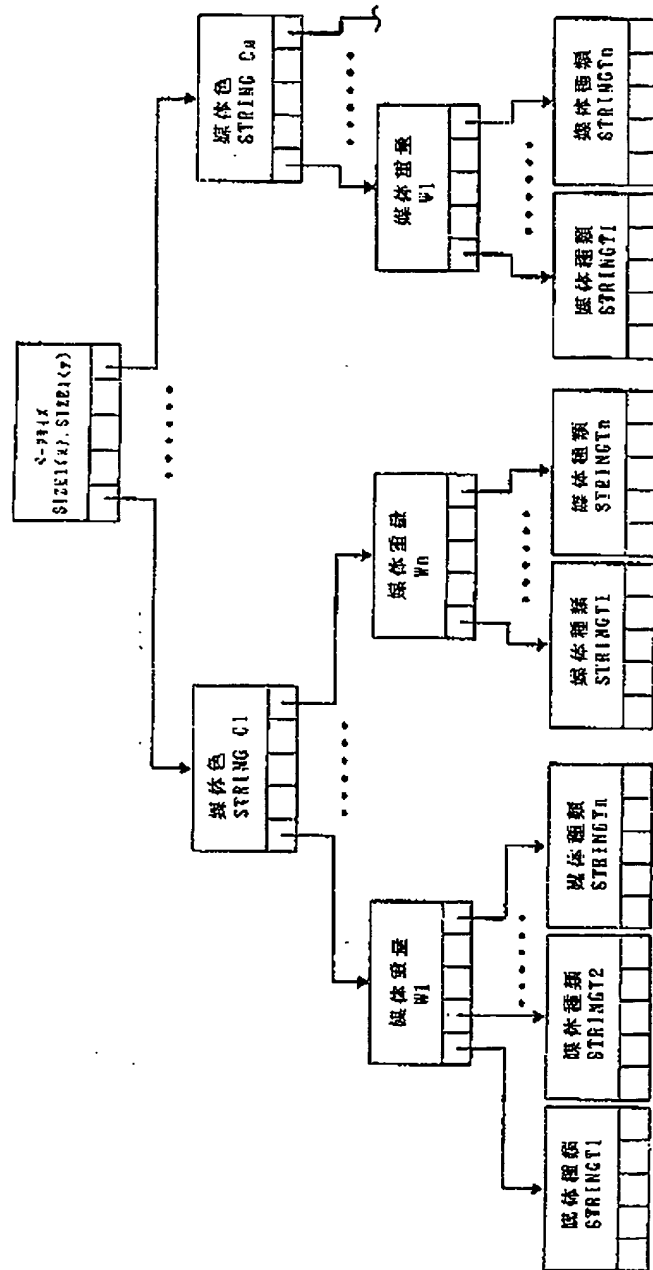 ページサイズ
SIZE1(x).SIZE1(y)
媒体色
STRING C1
媒体色
STRING Cn
媒体重量
W1
媒体重量
Wn
媒体重量
W1
媒体種類
STRINGT1
媒体種類
STRINGT2
媒体種類
STRINGTn
媒体種類
STRINGT1
媒体種類
STRINGTn
媒体種類
STRINGT1
媒体種類
STRINGTn